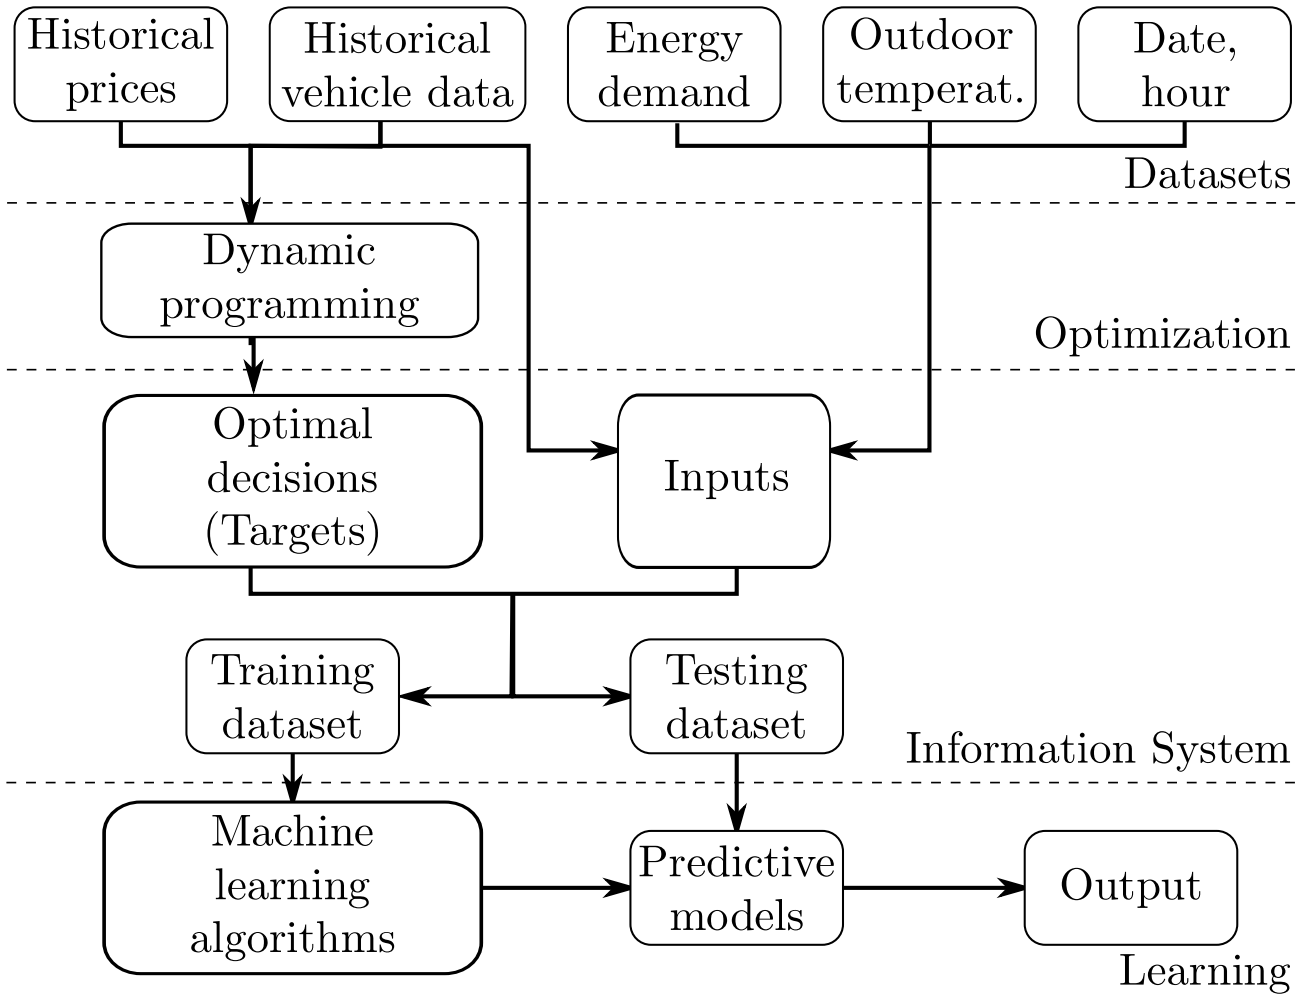 Historical
prices
Historical
vehicle data
Energy
demand
Outdoor
temperat.
Date,
hour
Datasets
Dynamic
programming
Optimization
Optimal
decisions
(Targets)
Inputs
Training
dataset
Testing
dataset
Information System
Machine
learning
algorithms
Predictive
models
Output
Learning